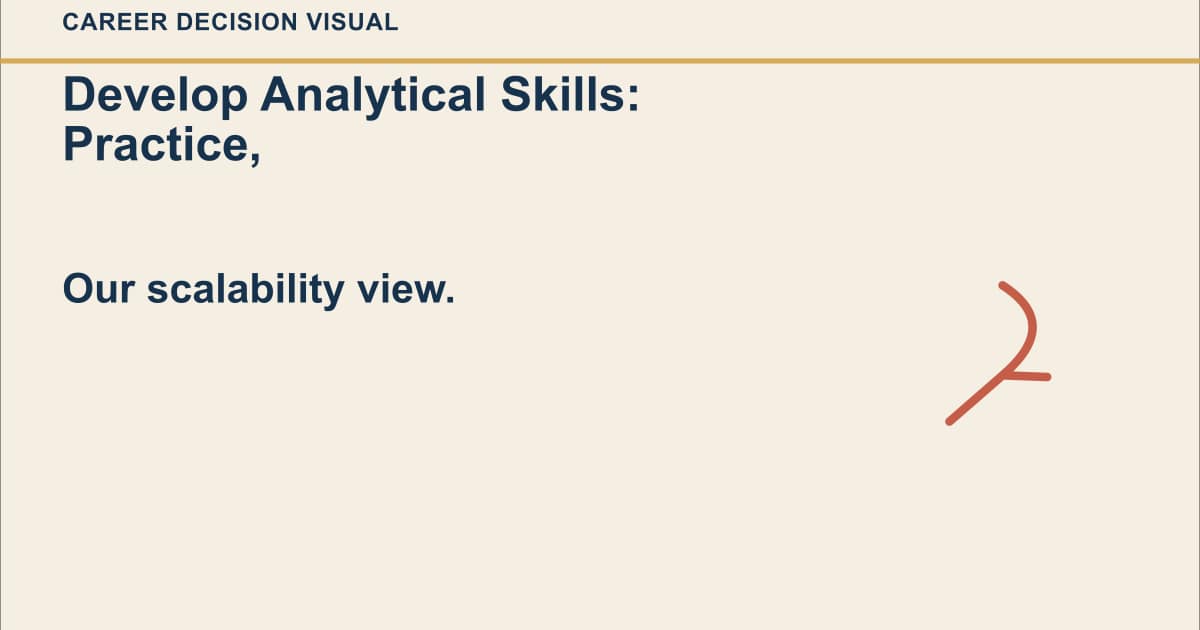 CAREER DECISION VISUAL
Develop Analytical Skills:
Practice,
Our scalability view.